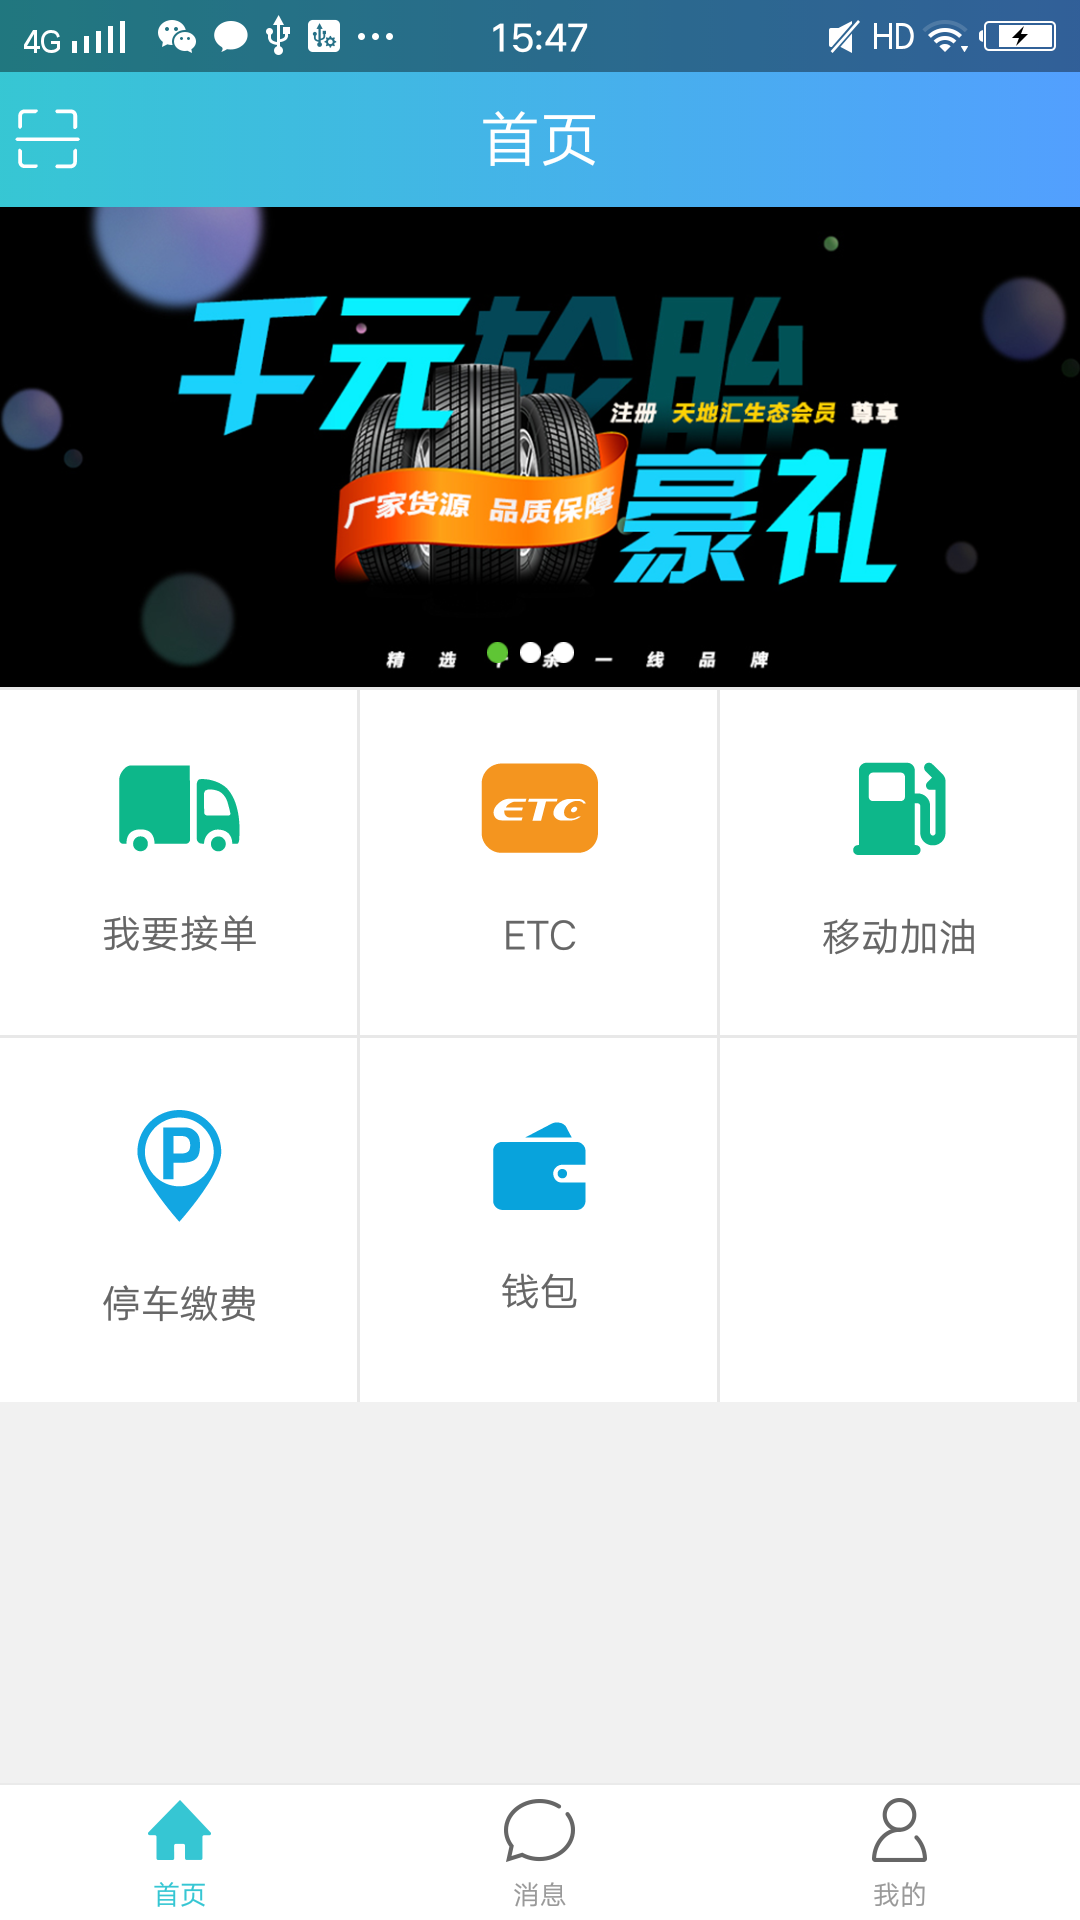 4G 15:47 HD
首页
千元轮胎
注册 天地汇生态会员 尊享
豪礼
厂家货源 品质保障
精选十余一线品牌
我要接单
ETC
ETC
移动加油
P
停车缴费
钱包
首页
消息
我的